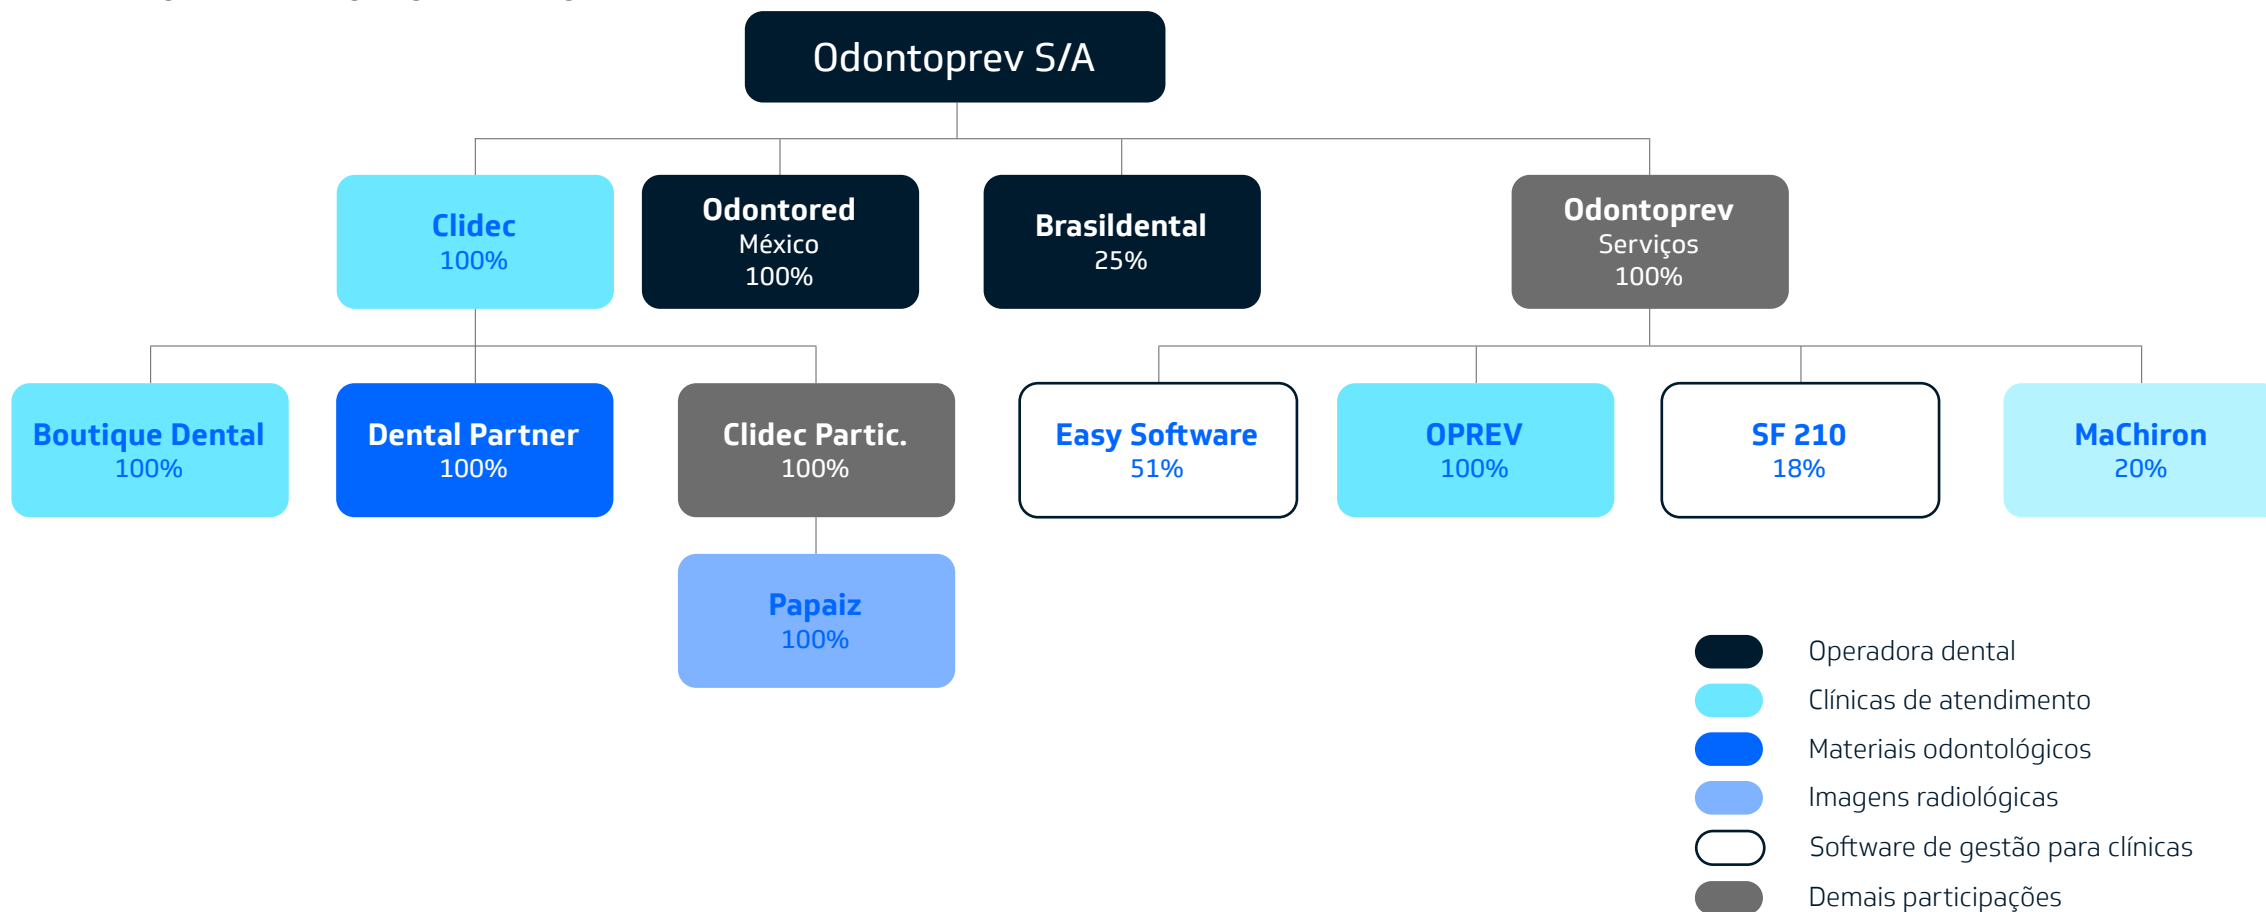 Odontoprev S/A
Clidec
100%
Odontored
México
100%
Brasildental
25%
Odontoprev
Serviços
100%
Boutique Dental
100%
Dental Partner
100%
Clidec Partic.
100%
Easy Software
51%
OPREV
100%
SF 210
18%
MaChiron
20%
Papaiz
100%
Operadora dental
Clínicas de atendimento
Materiais odontológicos
Imagens radiológicas
Software de gestão para clínicas
Demais participações